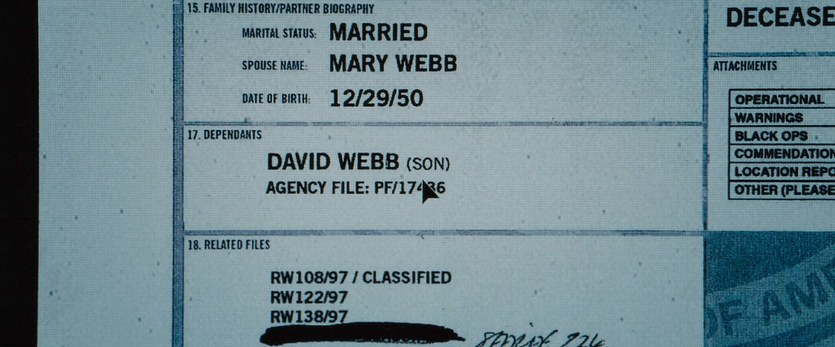 15. FAMILY HISTORY/PARTNER BIOGRAPHY
MARITAL STATUS: MARRIED
SPOUSE NAME: MARY WEBB
DATE OF BIRTH: 12/29/50
17. DEPENDANTS
DAVID WEBB (SON)
AGENCY FILE:
18. RELATED FILES
RW108/97 / CLASSIFIED
RW122/97
RW138/97
DECEASE
ATTACHMENTS
OPERATIONAL
WARNINGS
BLACK OPS
COMMENDATION
LOCATION REPO
OTHER (PLEASE
OF AM